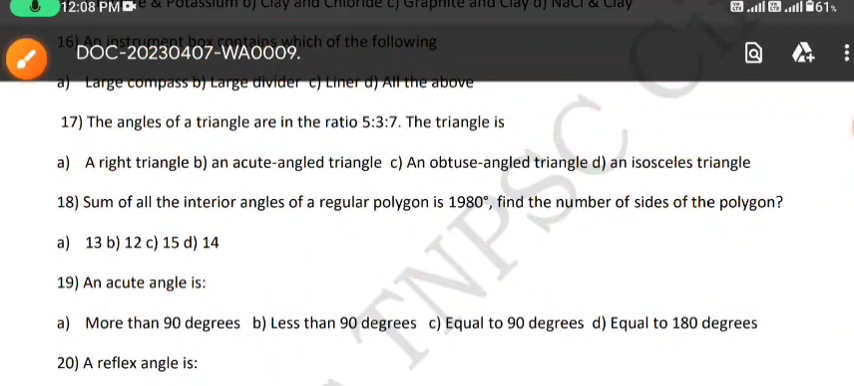 12:08 PM e & Potassium b) Clay and Chloride c) Graphite and Clay d) NaCl & Clay 61%
16) An instrument box contains which of the following
DOC-20230407-WA0009.
a) Large compass b) Large divider c) Liner d) All the above
17) The angles of a triangle are in the ratio 5:3:7. The triangle is
a) A right triangle b) an acute-angled triangle c) An obtuse-angled triangle d) an isosceles triangle
18) Sum of all the interior angles of a regular polygon is 1980°, find the number of sides of the polygon?
a) 13 b) 12 c) 15 d) 14
19) An acute angle is:
a) More than 90 degrees b) Less than 90 degrees c) Equal to 90 degrees d) Equal to 180 degrees
20) A reflex angle is:
TNPSC